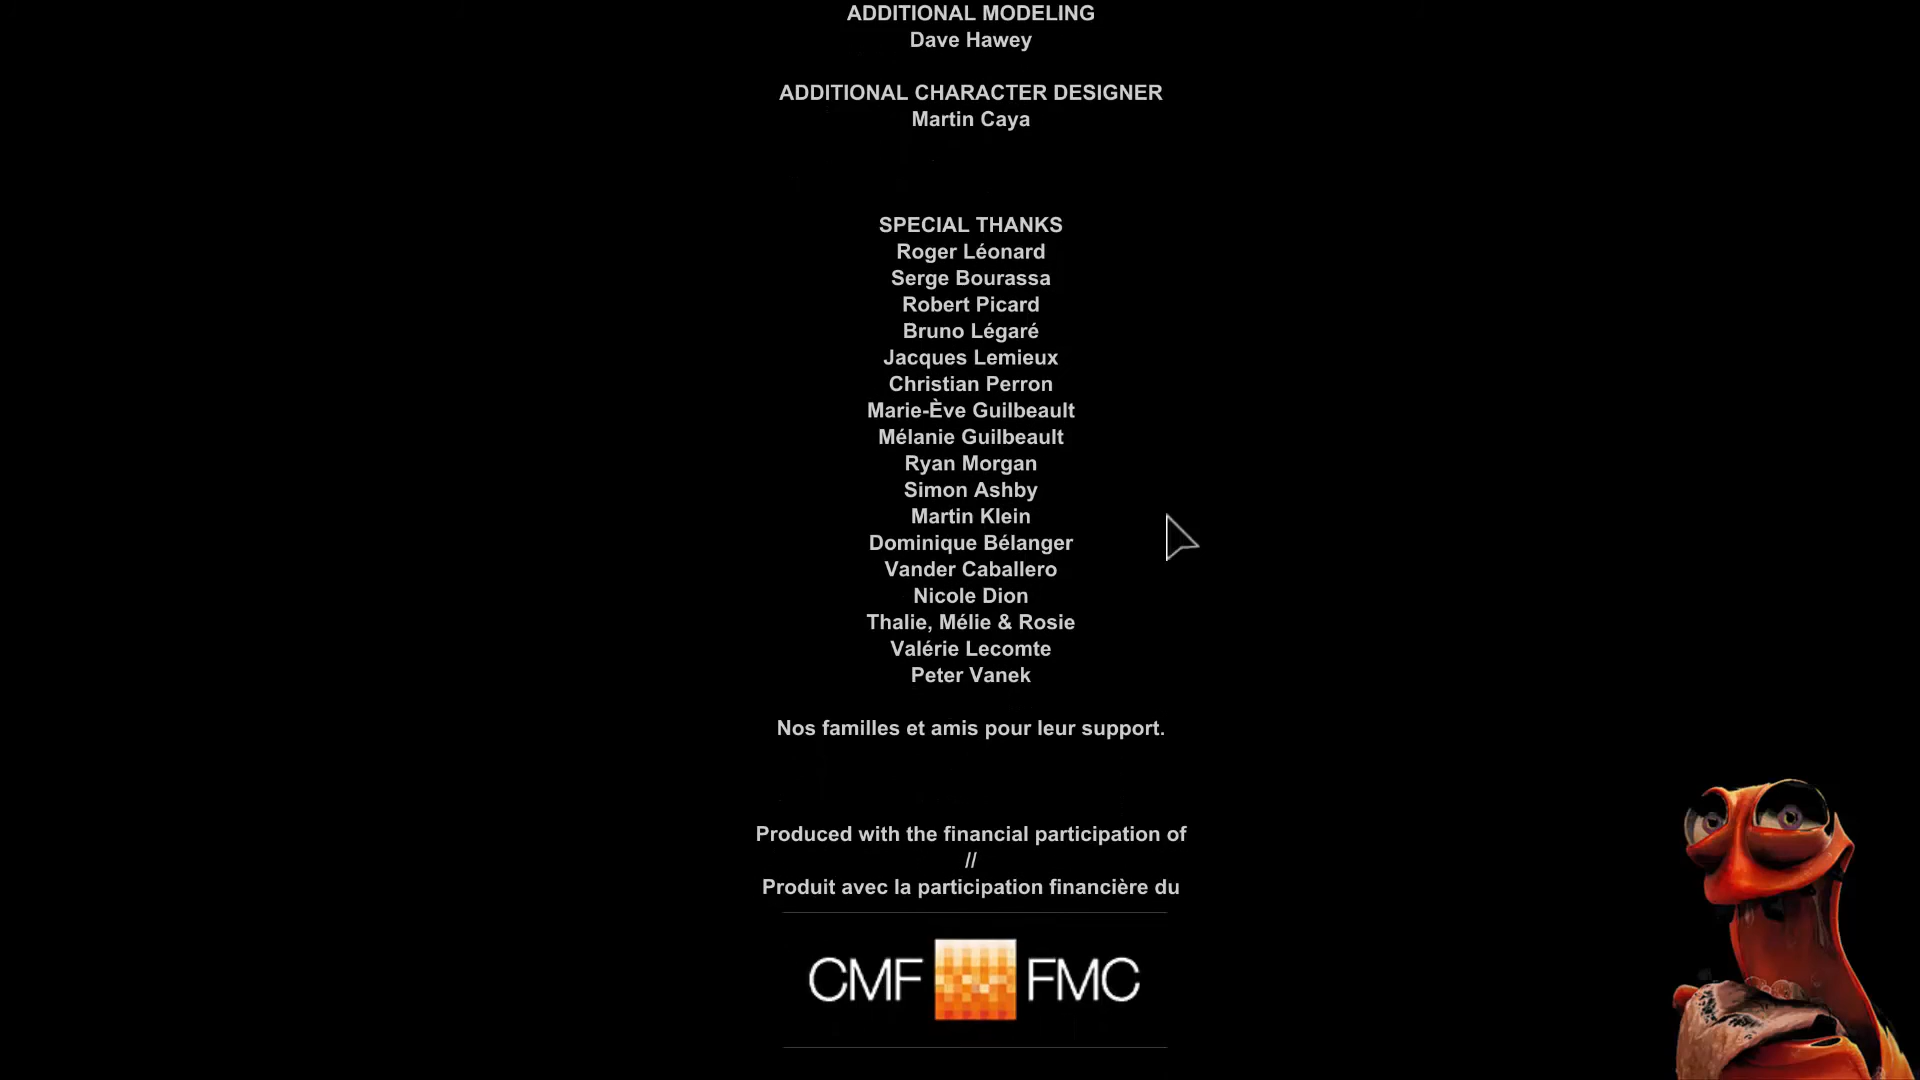 ADDITIONAL MODELING
Dave Hawey
ADDITIONAL CHARACTER DESIGNER
Martin Caya
SPECIAL THANKS
Roger Léonard
Serge Bourassa
Robert Picard
Bruno Légaré
Jacques Lemieux
Christian Perron
Marie-Ève Guilbeault
Mélanie Guilbeault
Ryan Morgan
Simon Ashby
Martin Klein
Dominique Bélanger
Vander Caballero
Nicole Dion
Thalie, Mélie & Rosie
Valérie Lecomte
Peter Vanek
Nos familles et amis pour leur support.
Produced with the financial participation of
//
Produit avec la participation financière du
CMF FMC